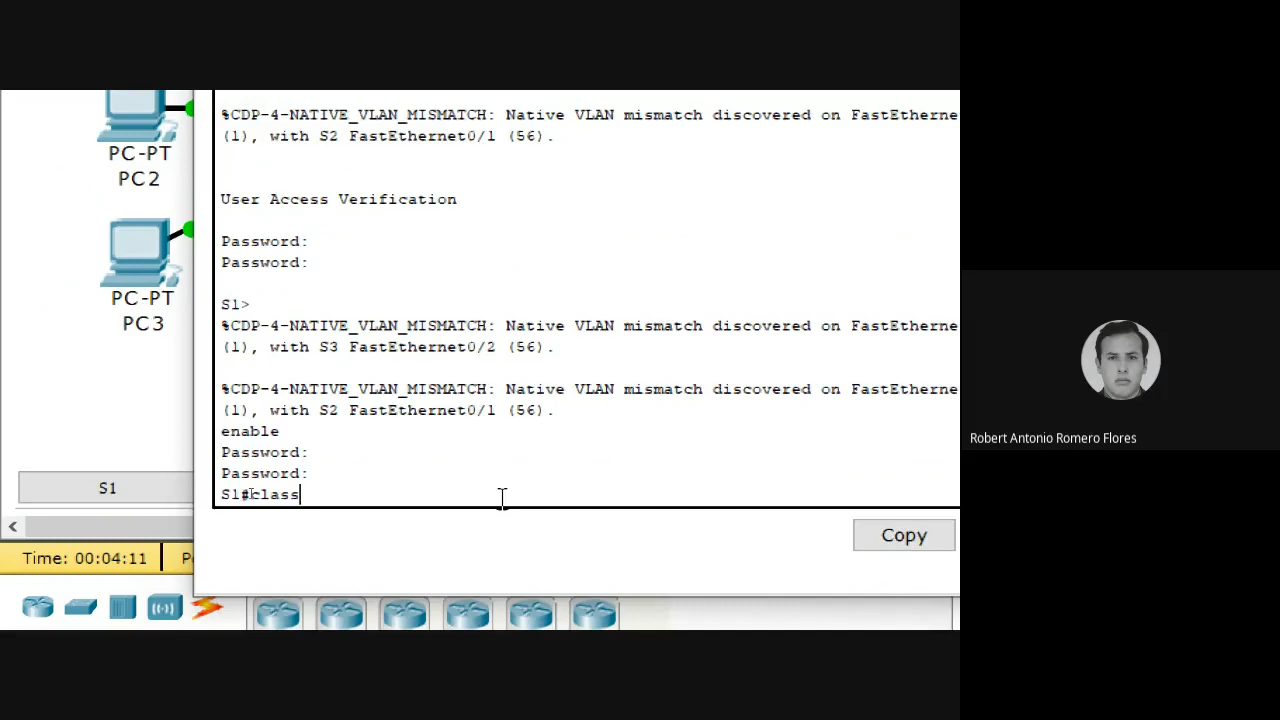 PC-PT
PC2
PC-PT
PC3
S1
Time: 00:04:11
%CDP-4-NATIVE_VLAN_MISMATCH: Native VLAN mismatch discovered on FastEtherne
(1), with S2 FastEthernet0/1 (56).
User Access Verification
Password:
Password:
S1>
%CDP-4-NATIVE_VLAN_MISMATCH: Native VLAN mismatch discovered on FastEtherne
(1), with S3 FastEthernet0/2 (56).
%CDP-4-NATIVE_VLAN_MISMATCH: Native VLAN mismatch discovered on FastEtherne
(1), with S2 FastEthernet0/1 (56).
enable
Password:
Password:
S1#class
Copy
Robert Antonio Romero Flores